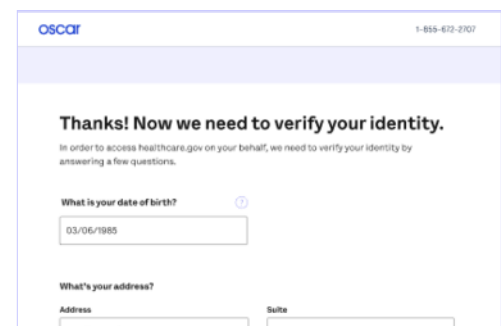 oscar
1-855-672-2707
Thanks! Now we need to verify your identity.
In order to access healthcare.gov on your behalf, we need to verify your identity by
answering a few questions.
What is your date of birth?
?
03/06/1985
What's your address?
Address
Suite